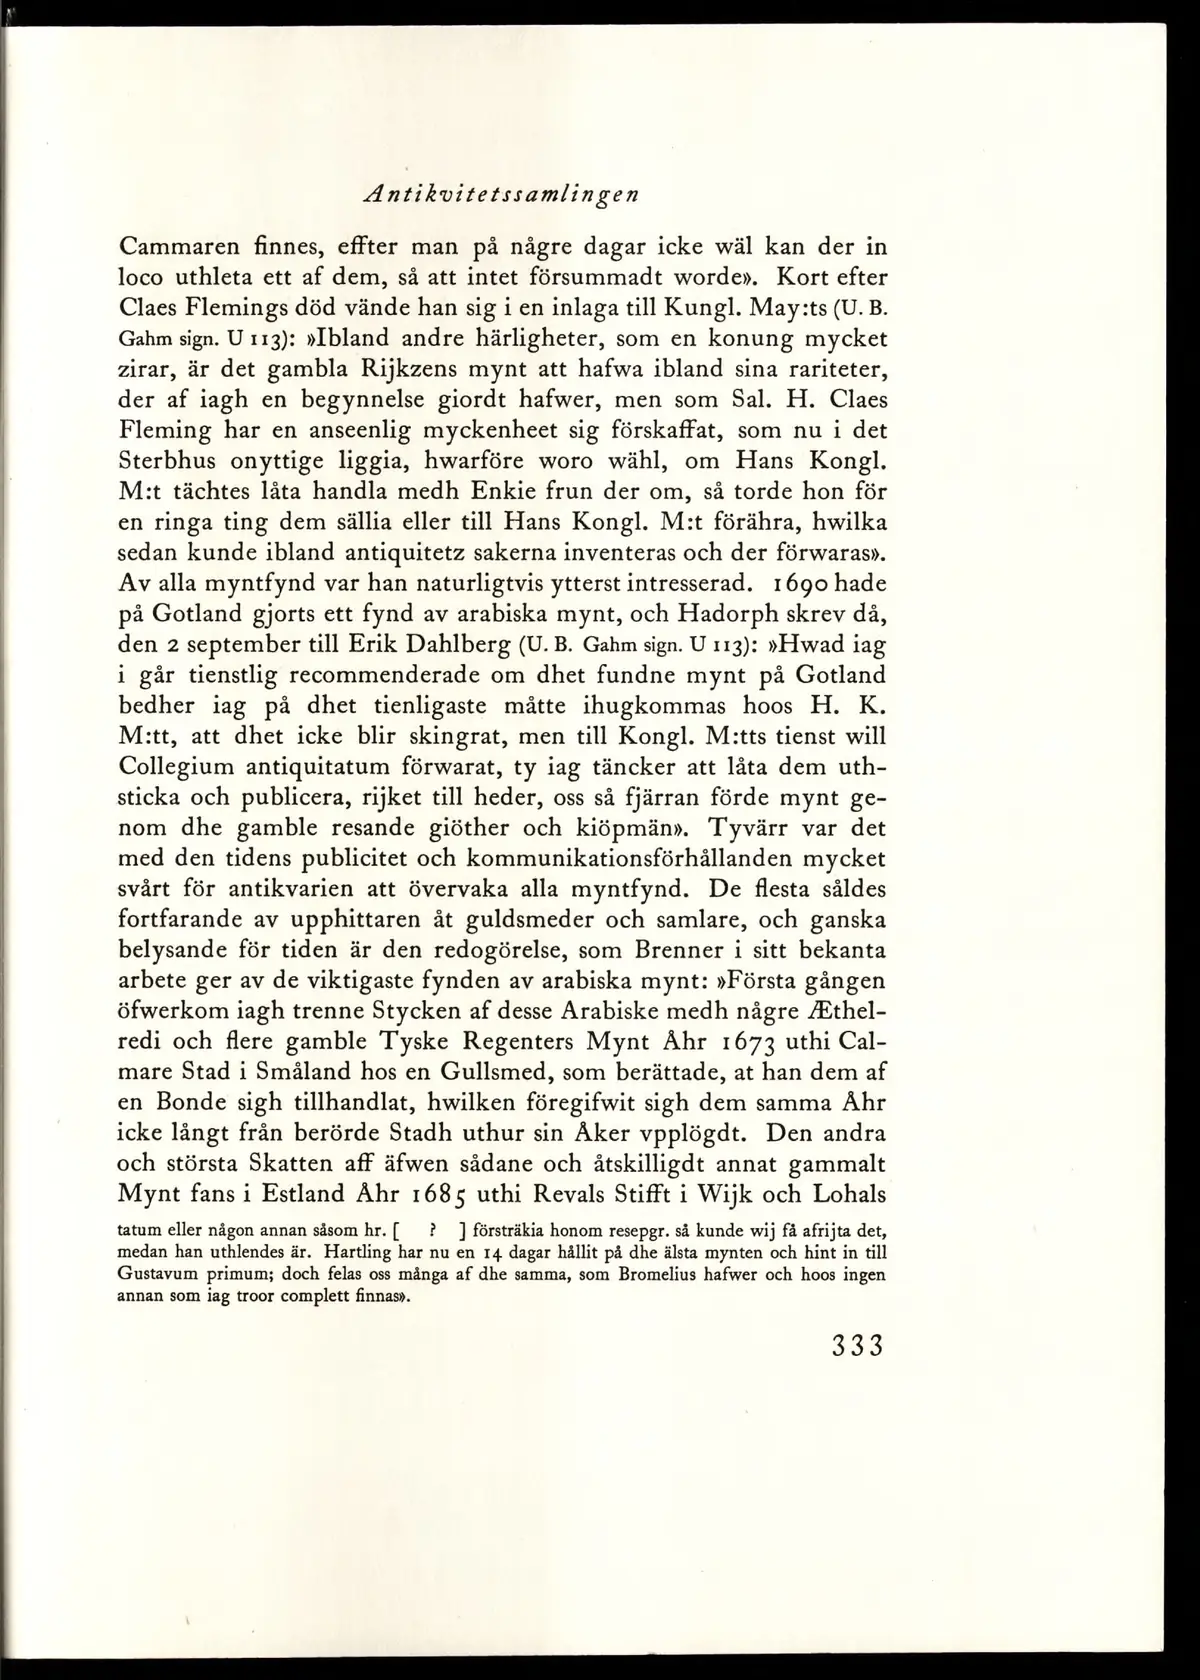 Antikvitetssamlingen
Cammaren finnes, effter man på någre dagar icke wäl kan der in
loco uthleta ett af dem, så att intet försummadt worde». Kort efter
Claes Flemings död vände han sig i en inlaga till Kungl. May:ts (U. B.
Gahm sign. U 113): »Ibland andre härligheter, som en konung mycket
zirar, är det gambla Rijkzens mynt att hafwa ibland sina rariteter,
der af iagh en begynnelse giordt hafwer, men som Sal. H. Claes
Fleming har en anseenlig myckenheet sig förskaffat, som nu i det
Sterbhus onyttige liggia, hwarföre woro wähl, om Hans Kongl.
M:t tächtes låta handla medh Enkie frun der om, så torde hon för
en ringa ting dem sällia eller till Hans Kongl. M:t förähra, hwilka
sedan kunde ibland antiquitetz sakerna inventeras och der förwaras».
Av alla myntfynd var han naturligtvis ytterst intresserad. 1690 hade
på Gotland gjorts ett fynd av arabiska mynt, och Hadorph skrev då,
den 2 september till Erik Dahlberg (U. B. Gahm sign. U 113): »Hwad iag
i går tienstlig recommenderade om dhet fundne mynt på Gotland
bedher iag på dhet tienligaste måtte ihugkommas hoos H. K.
M:tt, att dhet icke blir skingrat, men till Kongl. M:tts tienst will
Collegium antiquitatum förwarat, ty iag täncker att låta dem uth-
sticka och publicera, rijket till heder, oss så fjärran förde mynt ge-
nom dhe gamble resande giöther och kiöpmän». Tyvärr var det
med den tidens publicitet och kommunikationsförhållanden mycket
svårt för antikvarien att övervaka alla myntfynd. De flesta såldes
fortfarande av upphittaren åt guldsmeder och samlare, och ganska
belysande för tiden är den redogörelse, som Brenner i sitt bekanta
arbete ger av de viktigaste fynden av arabiska mynt: »Första gången
öfwerkom iagh trenne Stycken af desse Arabiske medh någre Æthel-
redi och flere gamble Tyske Regenters Mynt Åhr 1673 uthi Cal-
mare Stad i Småland hos en Gullsmed, som berättade, at han dem af
en Bonde sigh tillhandlat, hwilken föregifwit sigh dem samma Åhr
icke långt från berörde Stadh uthur sin Åker vpplögdt. Den andra
och största Skatten aff äfwen sådane och åtskilligdt annat gammalt
Mynt fans i Estland Åhr 1685 uthi Revals Stifft i Wijk och Lohals
tatum eller någon annan såsom hr. [ ? ] försträkia honom resepgr. så kunde wij få afrijta det,
medan han uthlendes är. Hartling har nu en 14 dagar hållit på dhe älsta mynten och hint in till
Gustavum primum; doch felas oss många af dhe samma, som Bromelius hafwer och hoos ingen
annan som iag troor complett finnas».
333